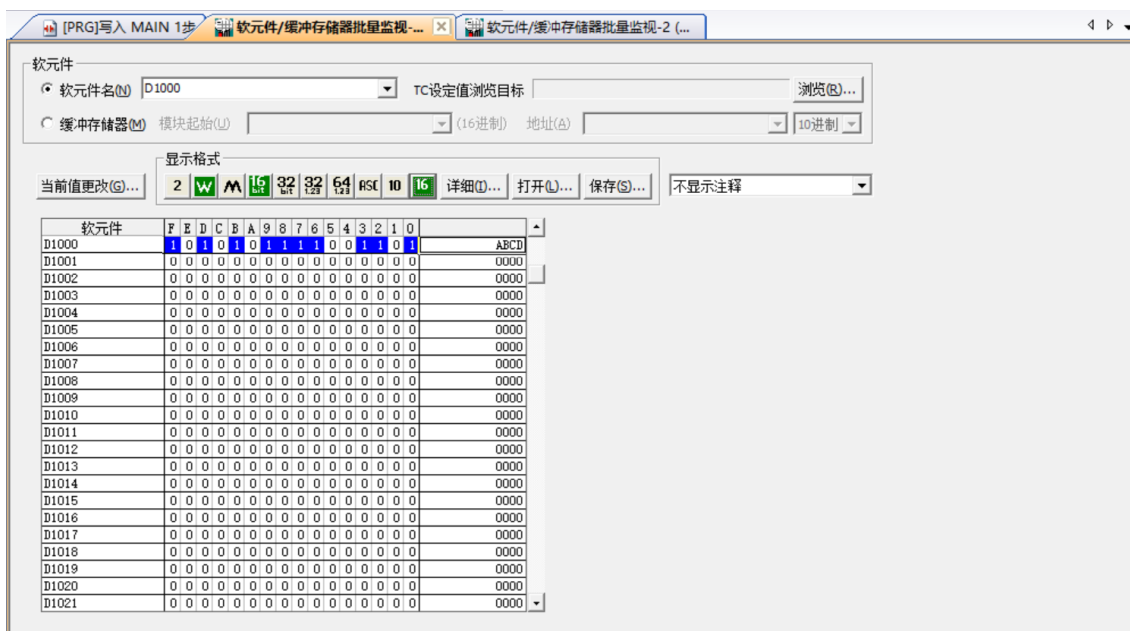 [PRG]写入 MAIN 1步 软元件/缓冲存储器批量监视-... 软元件/缓冲存储器批量监视-2 (...
软元件
软元件名(N) D1000 TC设定值浏览目标 浏览(R)...
缓冲存储器(M) 模块起始(U) (16进制) 地址(A) 10进制
显示格式
当前值更改(G)... 2 W M 16bit 32bit 32 1.23 64 1.23 ASC 10 16 详细(I)... 打开(L)... 保存(S)... 不显示注释
软元件 F E D C B A 9 8 7 6 5 4 3 2 1 0
D1000 1 0 1 0 1 0 1 1 1 1 0 0 1 1 0 1 ABCD
D1001 0 0 0 0 0 0 0 0 0 0 0 0 0 0 0 0 0000
D1002 0 0 0 0 0 0 0 0 0 0 0 0 0 0 0 0 0000
D1003 0 0 0 0 0 0 0 0 0 0 0 0 0 0 0 0 0000
D1004 0 0 0 0 0 0 0 0 0 0 0 0 0 0 0 0 0000
D1005 0 0 0 0 0 0 0 0 0 0 0 0 0 0 0 0 0000
D1006 0 0 0 0 0 0 0 0 0 0 0 0 0 0 0 0 0000
D1007 0 0 0 0 0 0 0 0 0 0 0 0 0 0 0 0 0000
D1008 0 0 0 0 0 0 0 0 0 0 0 0 0 0 0 0 0000
D1009 0 0 0 0 0 0 0 0 0 0 0 0 0 0 0 0 0000
D1010 0 0 0 0 0 0 0 0 0 0 0 0 0 0 0 0 0000
D1011 0 0 0 0 0 0 0 0 0 0 0 0 0 0 0 0 0000
D1012 0 0 0 0 0 0 0 0 0 0 0 0 0 0 0 0 0000
D1013 0 0 0 0 0 0 0 0 0 0 0 0 0 0 0 0 0000
D1014 0 0 0 0 0 0 0 0 0 0 0 0 0 0 0 0 0000
D1015 0 0 0 0 0 0 0 0 0 0 0 0 0 0 0 0 0000
D1016 0 0 0 0 0 0 0 0 0 0 0 0 0 0 0 0 0000
D1017 0 0 0 0 0 0 0 0 0 0 0 0 0 0 0 0 0000
D1018 0 0 0 0 0 0 0 0 0 0 0 0 0 0 0 0 0000
D1019 0 0 0 0 0 0 0 0 0 0 0 0 0 0 0 0 0000
D1020 0 0 0 0 0 0 0 0 0 0 0 0 0 0 0 0 0000
D1021 0 0 0 0 0 0 0 0 0 0 0 0 0 0 0 0 0000